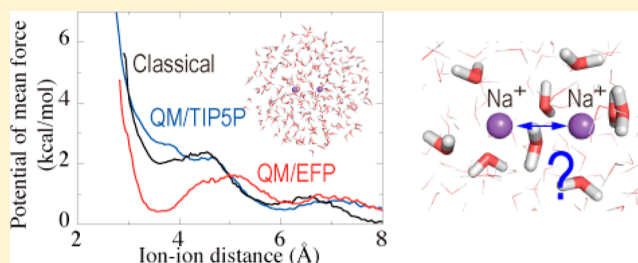 Potential of mean force
(kcal/mol)
6
4
2
0
Classical
QM/TIP5P
QM/EFP
2 4 6 8
Ion-ion distance (Å)
Na⁺ Na⁺
?